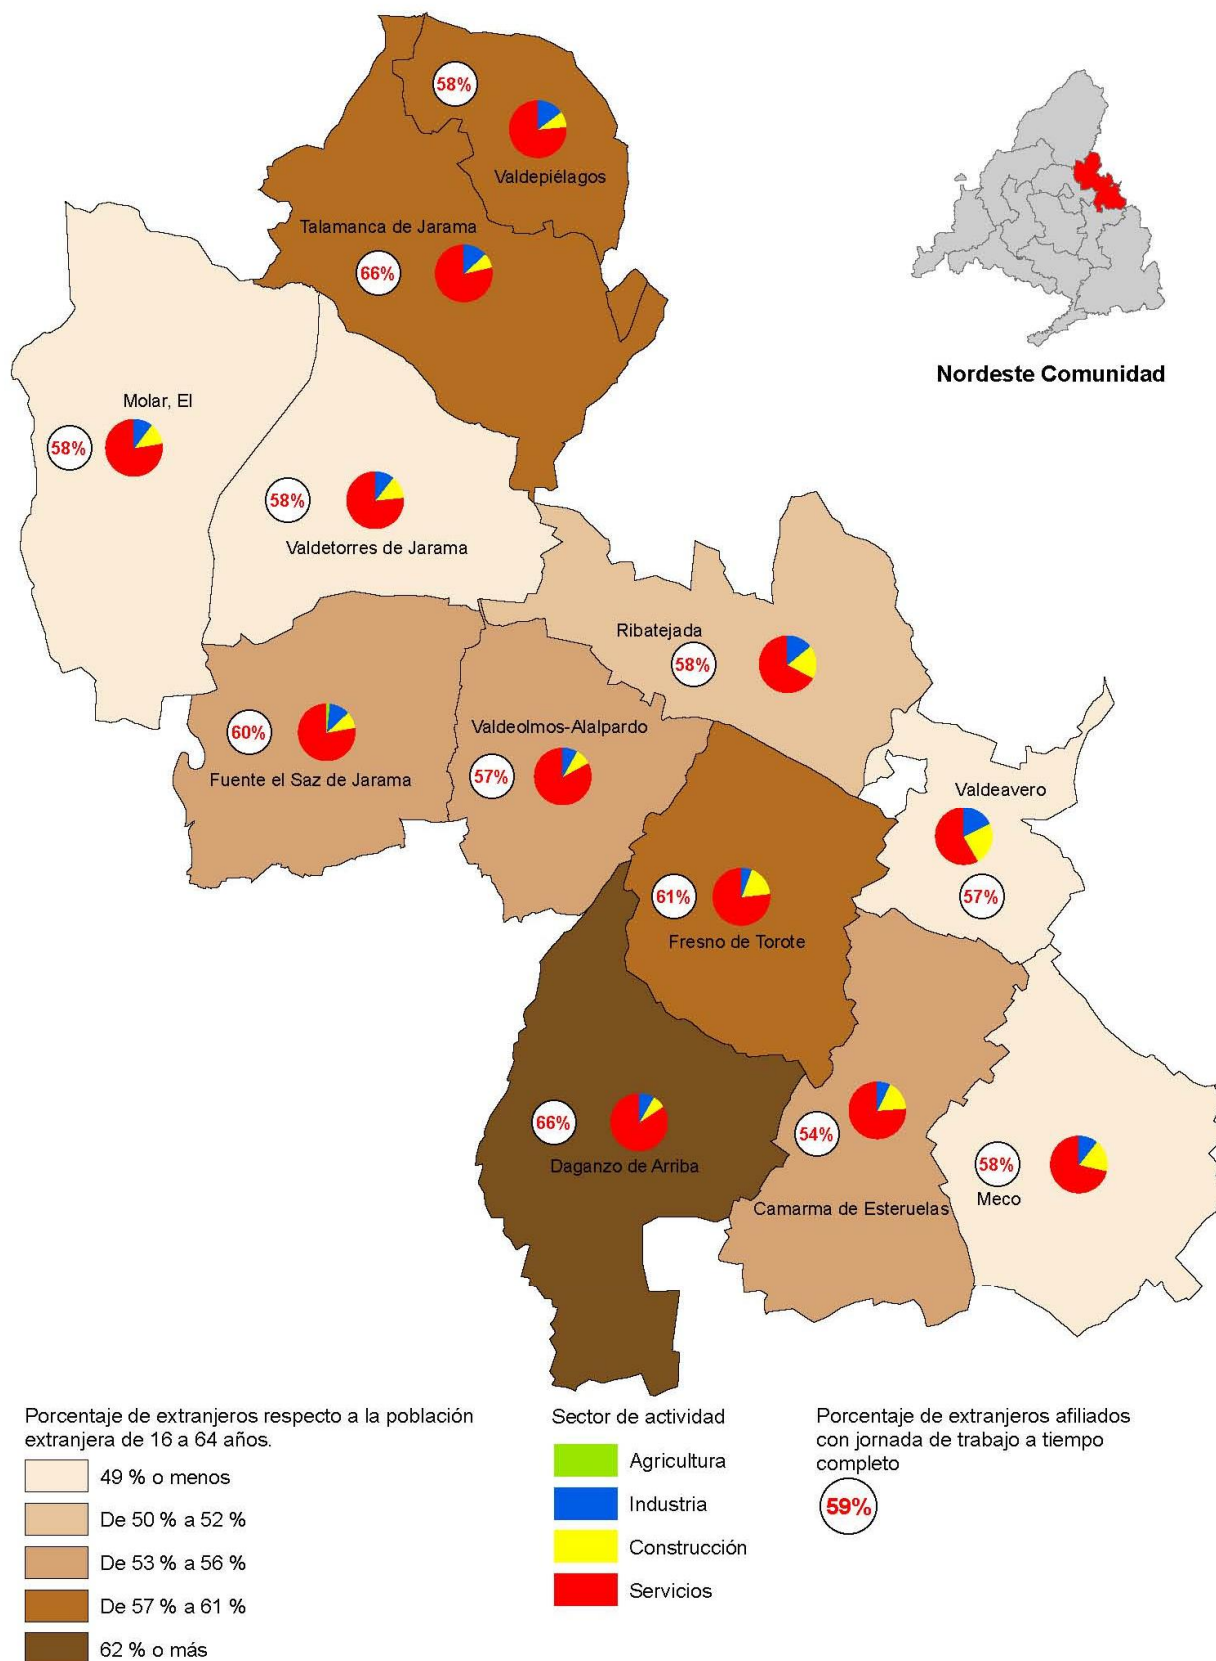 58%
Valdepiélagos
Talamanca de Jarama
66%
Nordeste Comunidad
Molar, El
58%
58%
Valdetorres de Jarama
Ribatejada
58%
60%
Fuente el Saz de Jarama
Valdeolmos-Alalpardo
57%
Valdeavero
57%
61%
Fresno de Torote
66%
Daganzo de Arriba
54%
Camarma de Esteruelas
58%
Meco
Porcentaje de extranjeros respecto a la población
extranjera de 16 a 64 años.
49 % o menos
De 50 % a 52 %
De 53 % a 56 %
De 57 % a 61 %
62 % o más
Sector de actividad
Agricultura
Industria
Construcción
Servicios
Porcentaje de extranjeros afiliados
con jornada de trabajo a tiempo
completo
59%